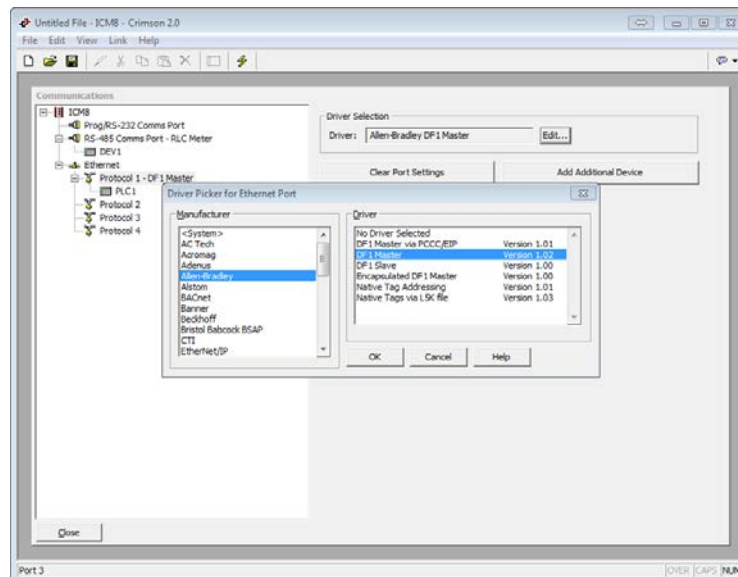 Untitled File - ICM8 - Crimson 2.0
File Edit View Link Help
Communications
ICM8
Prog/RS-232 Comms Port
RS-485 Comms Port - RLC Meter
DEV1
Ethernet
Protocol 1 - DF1 Master
PLC1
Protocol 2
Protocol 3
Protocol 4
Driver Selection
Driver: Allen-Bradley DF1 Master Edit...
Clear Port Settings Add Additional Device
Driver Picker for Ethernet Port
Manufacturer
<System>
AC Tech
Acromag
Adenus
Allen-Bradley
Alstom
BACnet
Banner
Beckhoff
Bristol Babcock BSAP
CTI
EtherNet/IP
Driver
No Driver Selected
DF1 Master via PCCC/EIP Version 1.01
DF1 Master Version 1.02
DF1 Slave Version 1.00
Encapsulated DF1 Master Version 1.00
Native Tag Addressing Version 1.01
Native Tags via L5K file Version 1.03
OK Cancel Help
Close
Port 3 OVER CAPS NUM